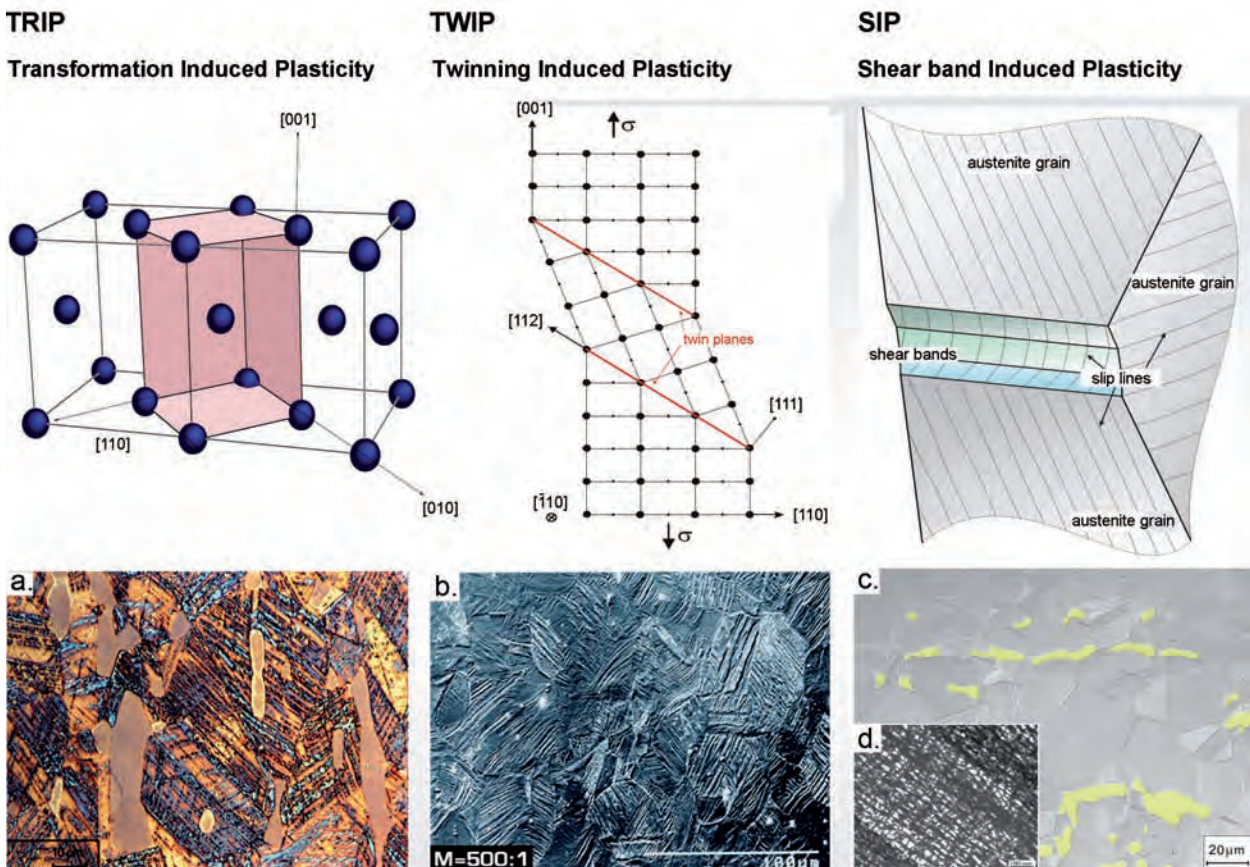 TRIP
Transformation Induced Plasticity
[001]
[110]
[010]
TWIP
Twinning Induced Plasticity
[001]
σ
[112]
twin planes
[111]
[1̄10]
[110]
σ
SIP
Shear band Induced Plasticity
austenite grain
austenite grain
shear bands
slip lines
austenite grain
a.
10µm
b.
M=500:1
100µm
c.
d.
20µm